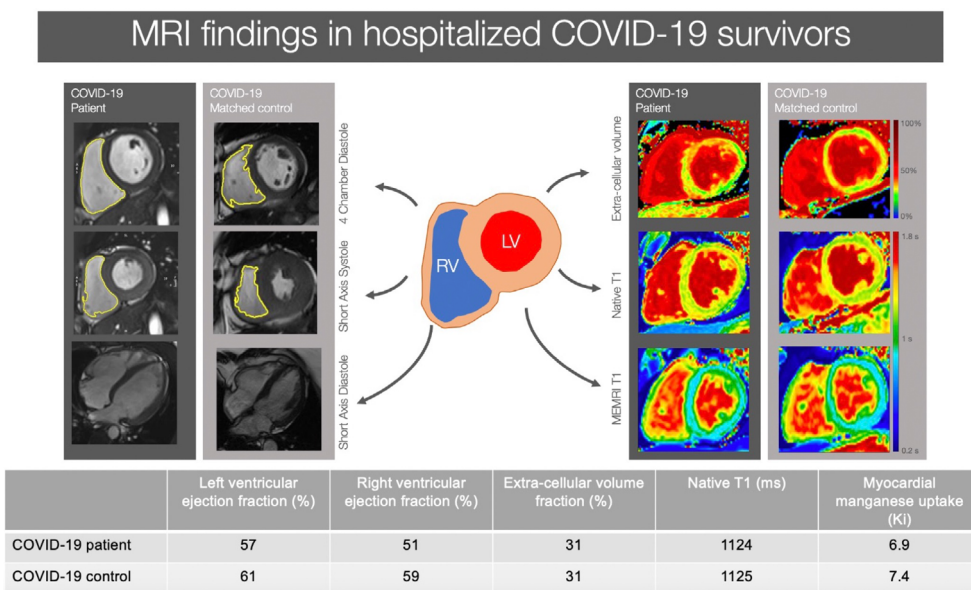 MRI findings in hospitalized COVID-19 survivors
COVID-19
Patient
COVID-19
Matched control
4 Chamber Diastole
Short Axis Systole
Short Axis Diastole
RV
LV
Extra-cellular volume
Native T1
MEMRI T1
COVID-19
Patient
COVID-19
Matched control
100%
50%
0%
1.8 s
1 s
0.2 s
Left ventricular
ejection fraction (%)
Right ventricular
ejection fraction (%)
Extra-cellular volume
fraction (%)
Native T1 (ms)
Myocardial
manganese uptake
(Ki)
COVID-19 patient 57 51 31 1124 6.9
COVID-19 control 61 59 31 1125 7.4